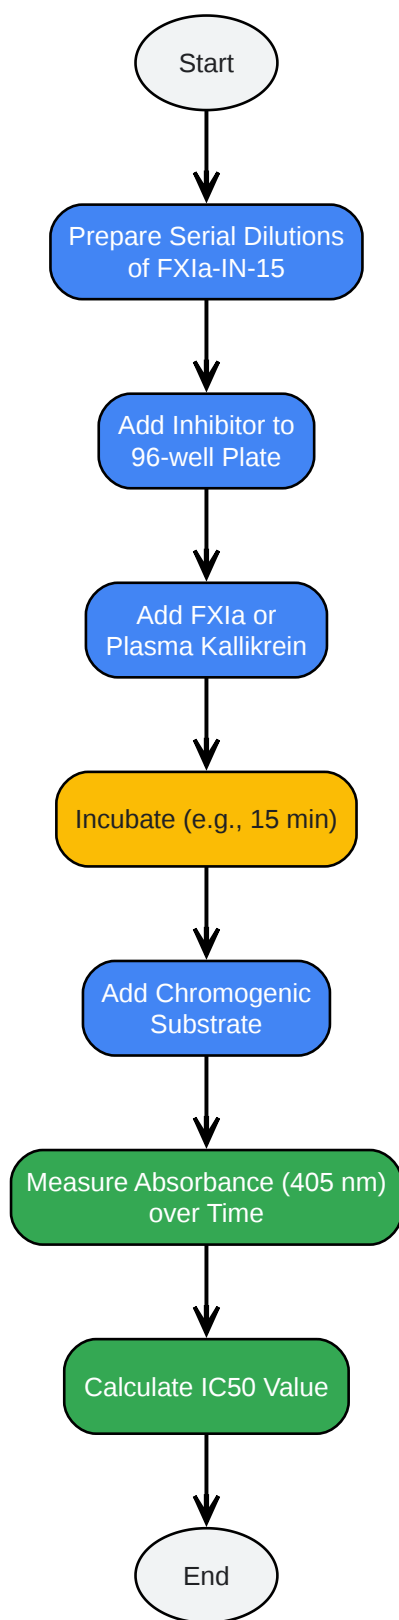 Start
Prepare Serial Dilutions
of FXIa-IN-15
Add Inhibitor to
96-well Plate
Add FXIa or
Plasma Kallikrein
Incubate (e.g., 15 min)
Add Chromogenic
Substrate
Measure Absorbance (405 nm)
over Time
Calculate IC50 Value
End